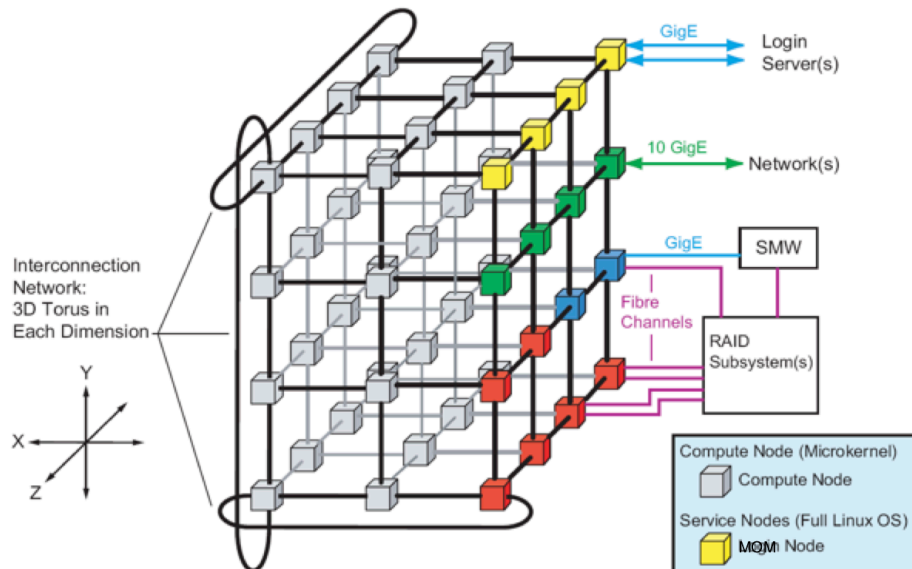 GigE
Login
Server(s)
10 GigE
Network(s)
GigE
SMW
Fibre
Channels
RAID
Subsystem(s)
Interconnection
Network:
3D Torus in
Each Dimension
Y
X
Z
Compute Node (Microkernel)
Compute Node
Service Nodes (Full Linux OS)
MOM Node